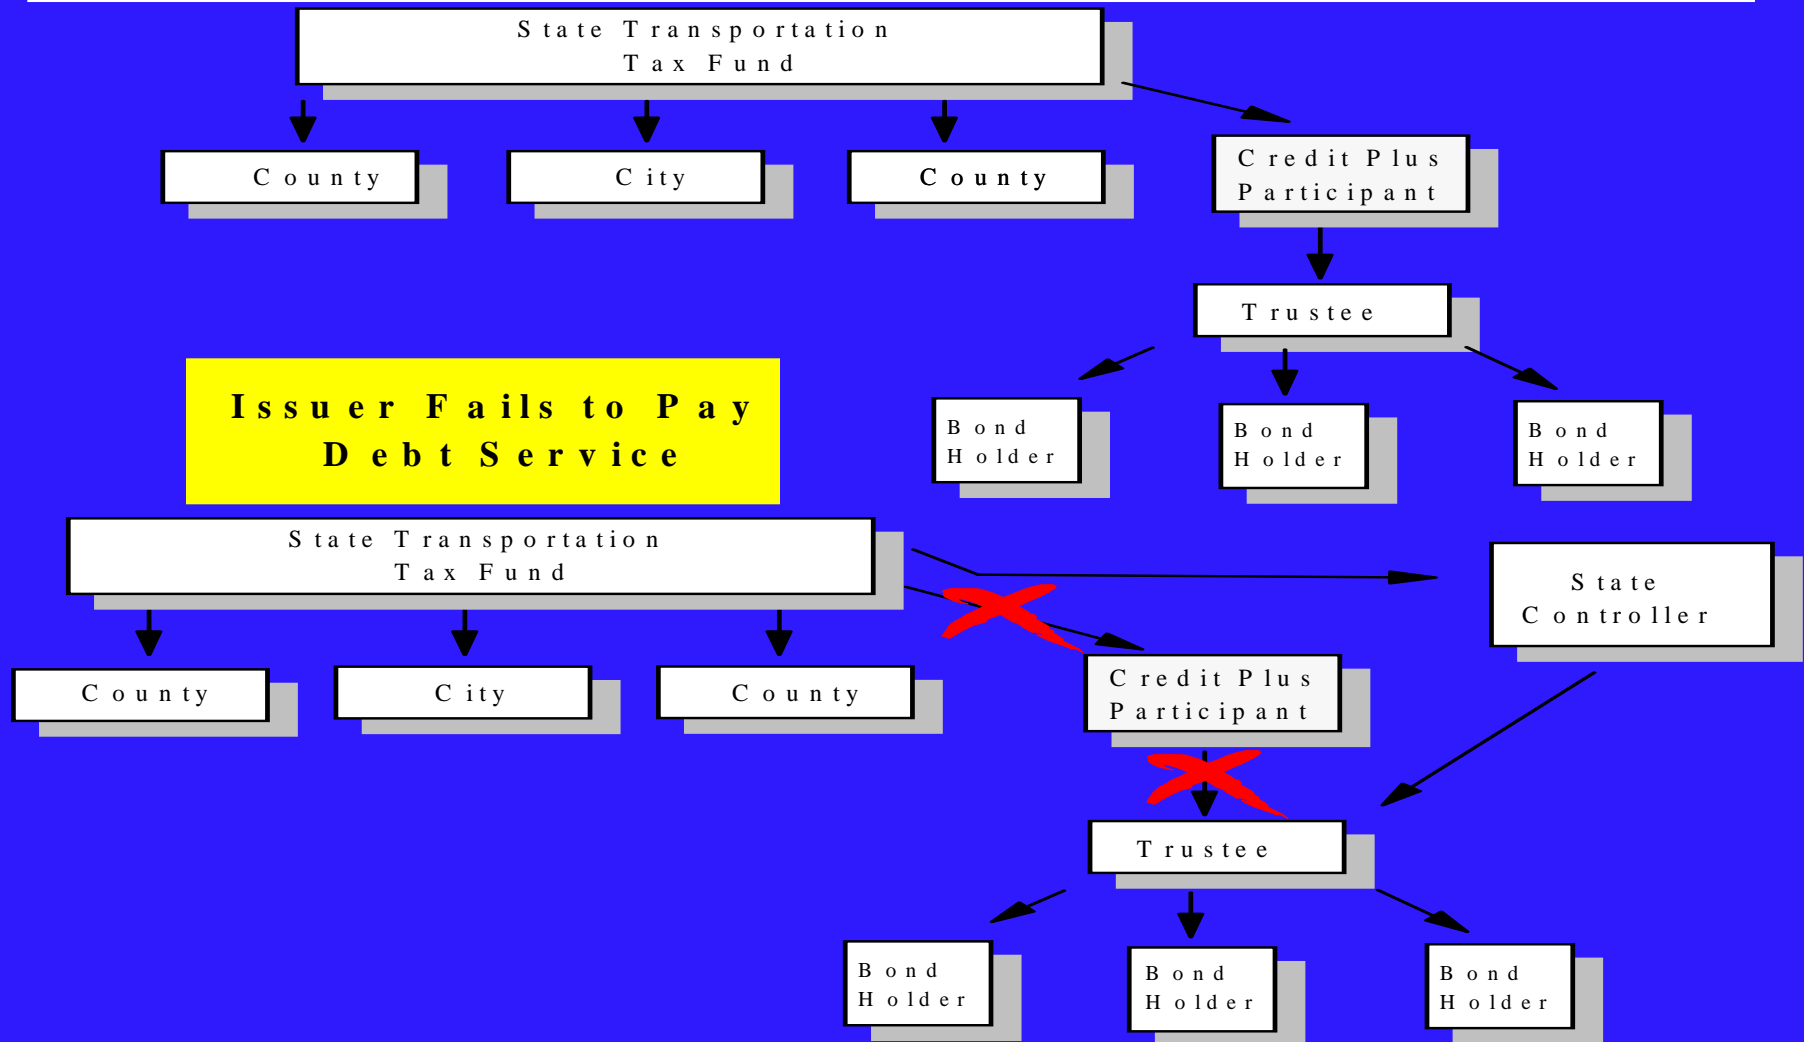 State Transportation
Tax Fund
County
City
County
Credit Plus
Participant
Trustee
Bond
Holder
Bond
Holder
Bond
Holder
Issuer Fails to Pay
Debt Service
State Transportation
Tax Fund
State
Controller
County
City
County
Credit Plus
Participant
Trustee
Bond
Holder
Bond
Holder
Bond
Holder